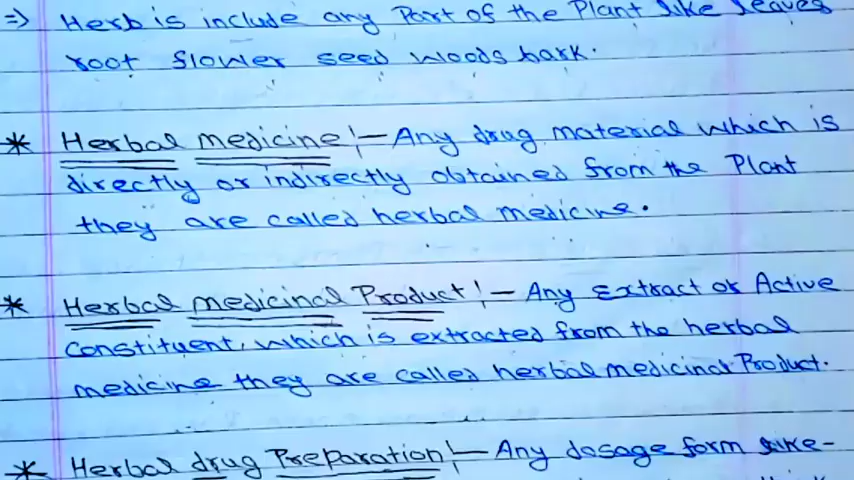 ⇒ Herbs include any Part of the Plant like leaves
root flower seed woods bark.
* Herbal medicine!- Any drug material which is
directly or indirectly obtained from the Plant
they are called herbal medicine.
* Herbal medicinal Product!- Any Extract or Active
Constituent, which is extracted from the herbal
medicine they are called herbal medicinal Product.
* Herbal drug Preparation!- Any dosage form like-